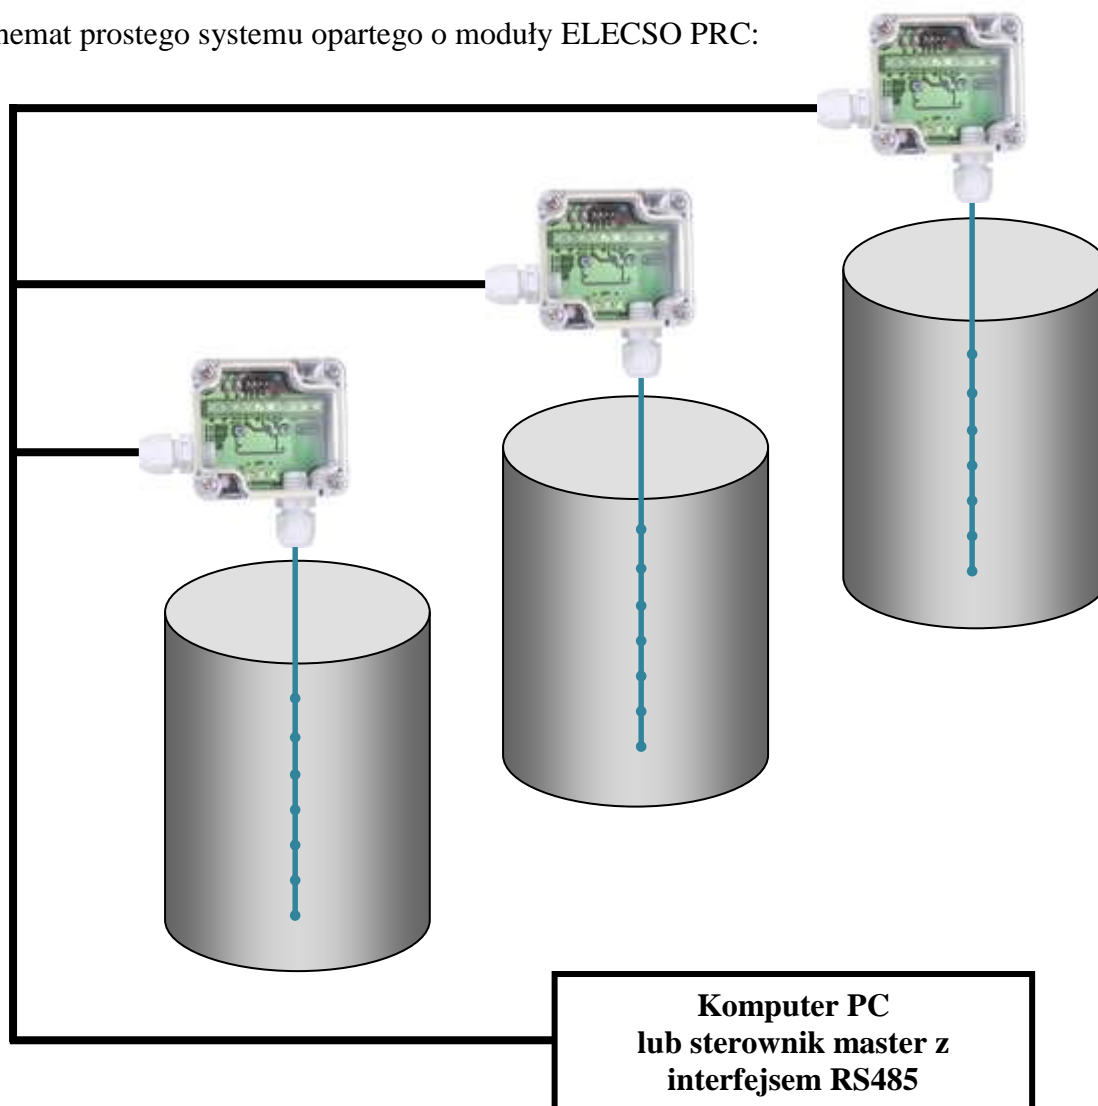 hemat prostego systemu opartego o moduły ELECSO PRC:
Komputer PC
lub sterownik master z
interfejsem RS485